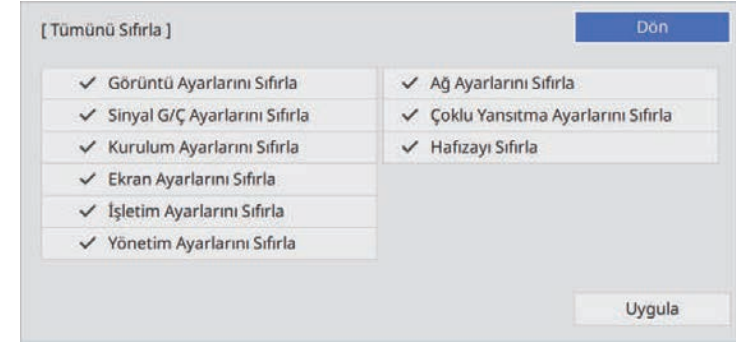 [ Tümünü Sıfırla ]
Dön
Görüntü Ayarlarını Sıfırla
Sinyal G/Ç Ayarlarını Sıfırla
Kurulum Ayarlarını Sıfırla
Ekran Ayarlarını Sıfırla
İşletim Ayarlarını Sıfırla
Yönetim Ayarlarını Sıfırla
Ağ Ayarlarını Sıfırla
Çoklu Yansıtma Ayarlarını Sıfırla
Hafızayı Sıfırla
Uygula